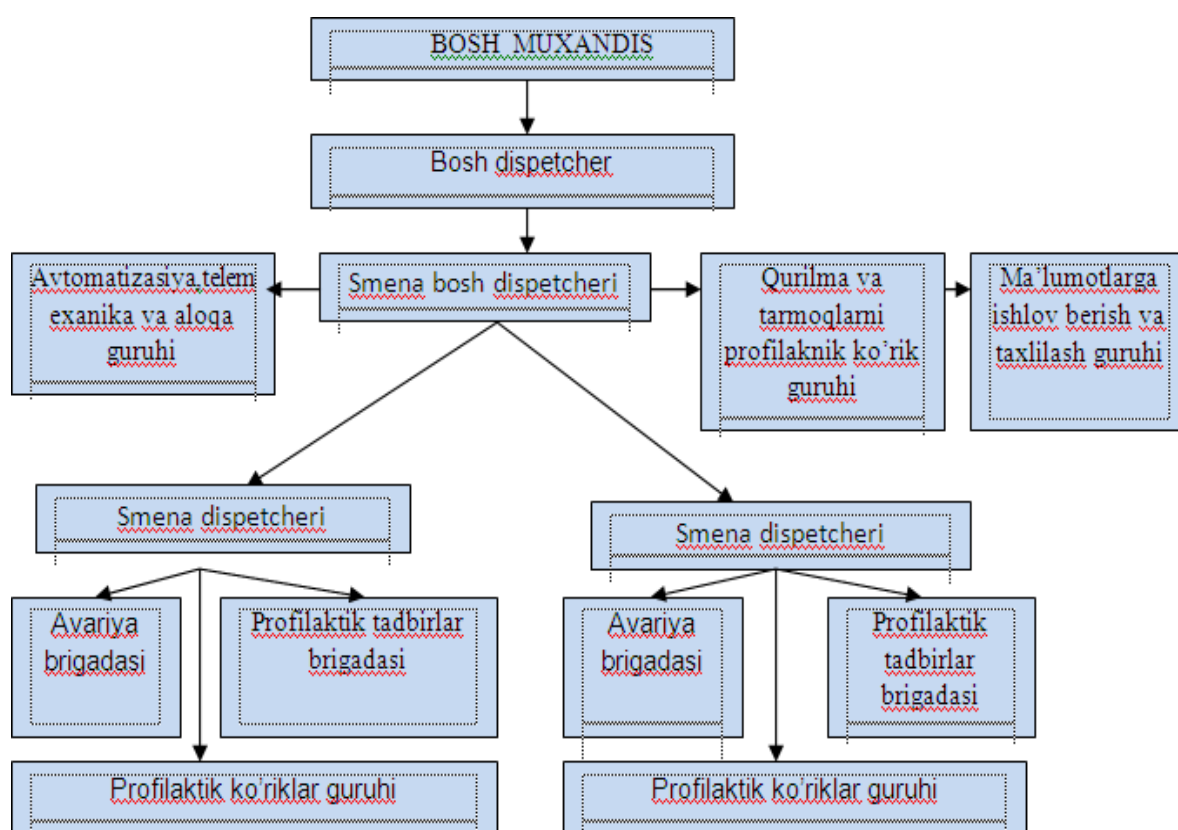 BOSH MUXANDIS
Bosh dispetcher
Avtomatizasiya,telem
exanika va aloqa
guruhi
Smena bosh dispetcheri
Qurilma va
tarmoqlarni
profilaknik ko’rik
guruhi
Ma’lumotlarga
ishlov berish va
taxlilash guruhi
Smena dispetcheri
Smena dispetcheri
Avariya
brigadasi
Profilaktik tadbirlar
brigadasi
Avariya
brigadasi
Profilaktik
tadbirlar
brigadasi
Profilaktik ko’riklar guruhi
Profilaktik ko’riklar guruhi